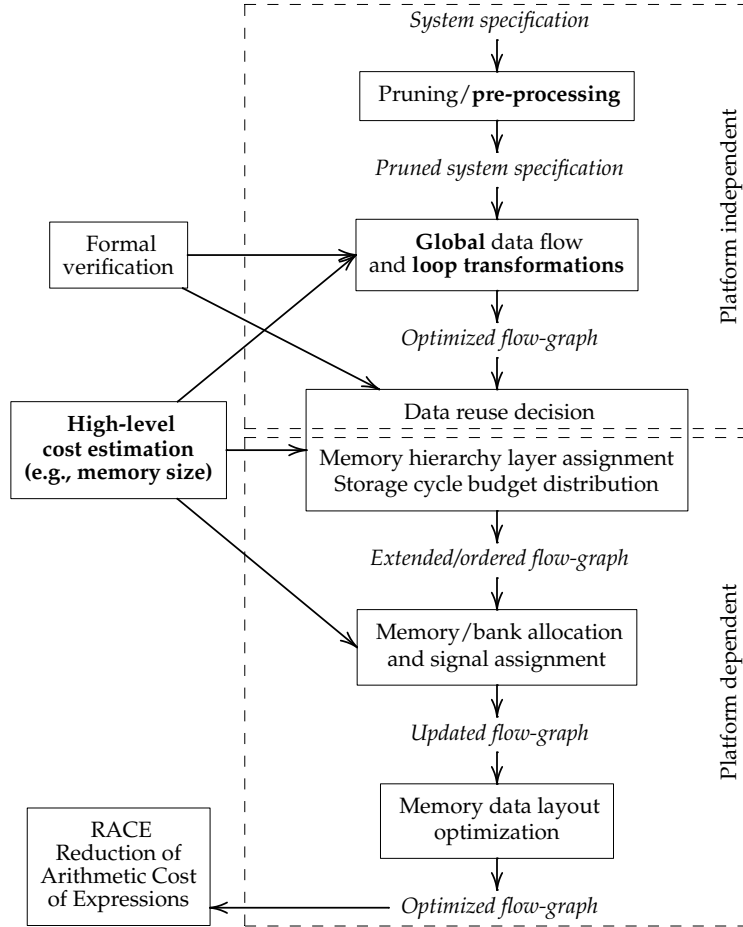 System specification
Pruning/pre-processing
Pruned system specification
Platform independent
Formal
verification
Global data flow
and loop transformations
Optimized flow-graph
Data reuse decision
High-level
cost estimation
(e.g., memory size)
Memory hierarchy layer assignment
Storage cycle budget distribution
Extended/ordered flow-graph
Memory/bank allocation
and signal assignment
Platform dependent
Updated flow-graph
Memory data layout
optimization
RACE
Reduction of
Arithmetic Cost
of Expressions
Optimized flow-graph